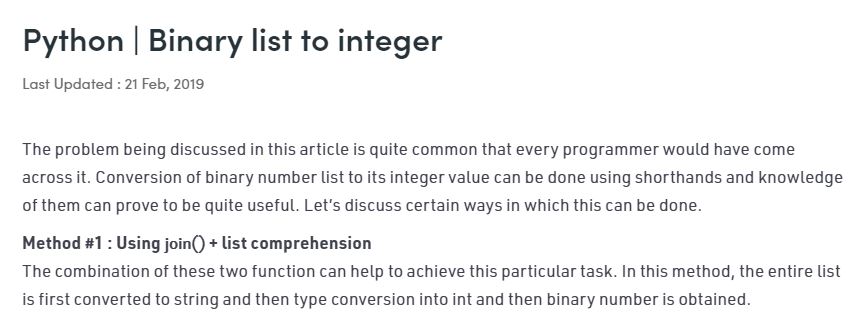 Python | Binary list to integer
Last Updated : 21 Feb, 2019
The problem being discussed in this article is quite common that every programmer would have come
across it. Conversion of binary number list to its integer value can be done using shorthands and knowledge
of them can prove to be quite useful. Let’s discuss certain ways in which this can be done.
Method #1 : Using join() + list comprehension
The combination of these two function can help to achieve this particular task. In this method, the entire list
is first converted to string and then type conversion into int and then binary number is obtained.